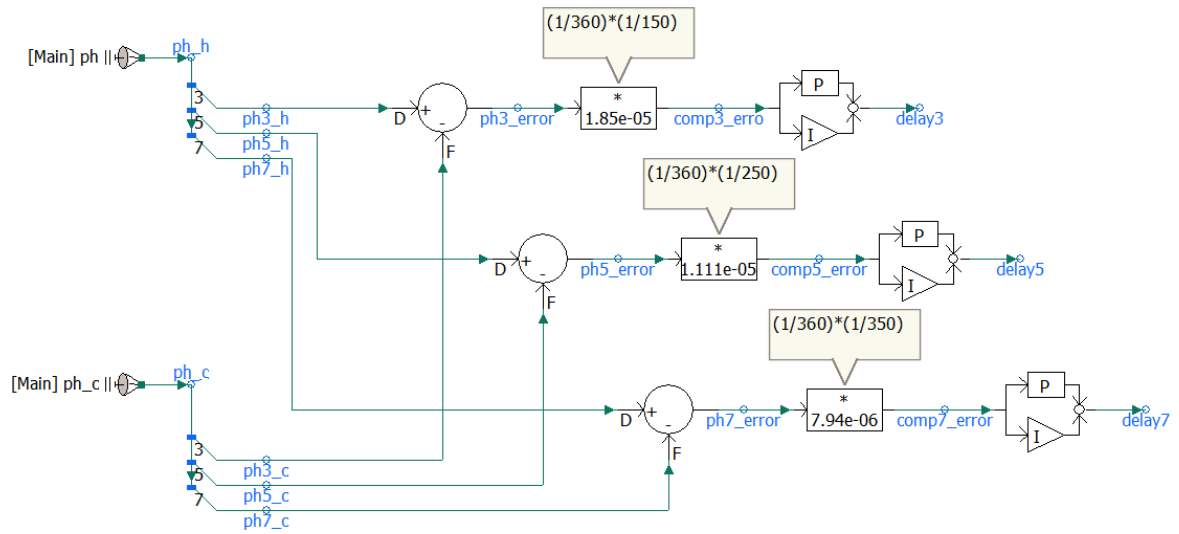 (1/360)*(1/150)
[Main] ph
ph_h
3
5
7
ph3_h
ph5_h
ph7_h
D
+
-
F
ph3_error
*
1.85e-05
comp3_erro
P
I
delay3
(1/360)*(1/250)
D
+
-
F
ph5_error
*
1.111e-05
comp5_error
P
I
delay5
(1/360)*(1/350)
[Main] ph_c
ph_c
D
+
-
F
ph7_error
*
7.94e-06
comp7_error
P
I
delay7
3
5
7
ph3_c
ph5_c
ph7_c